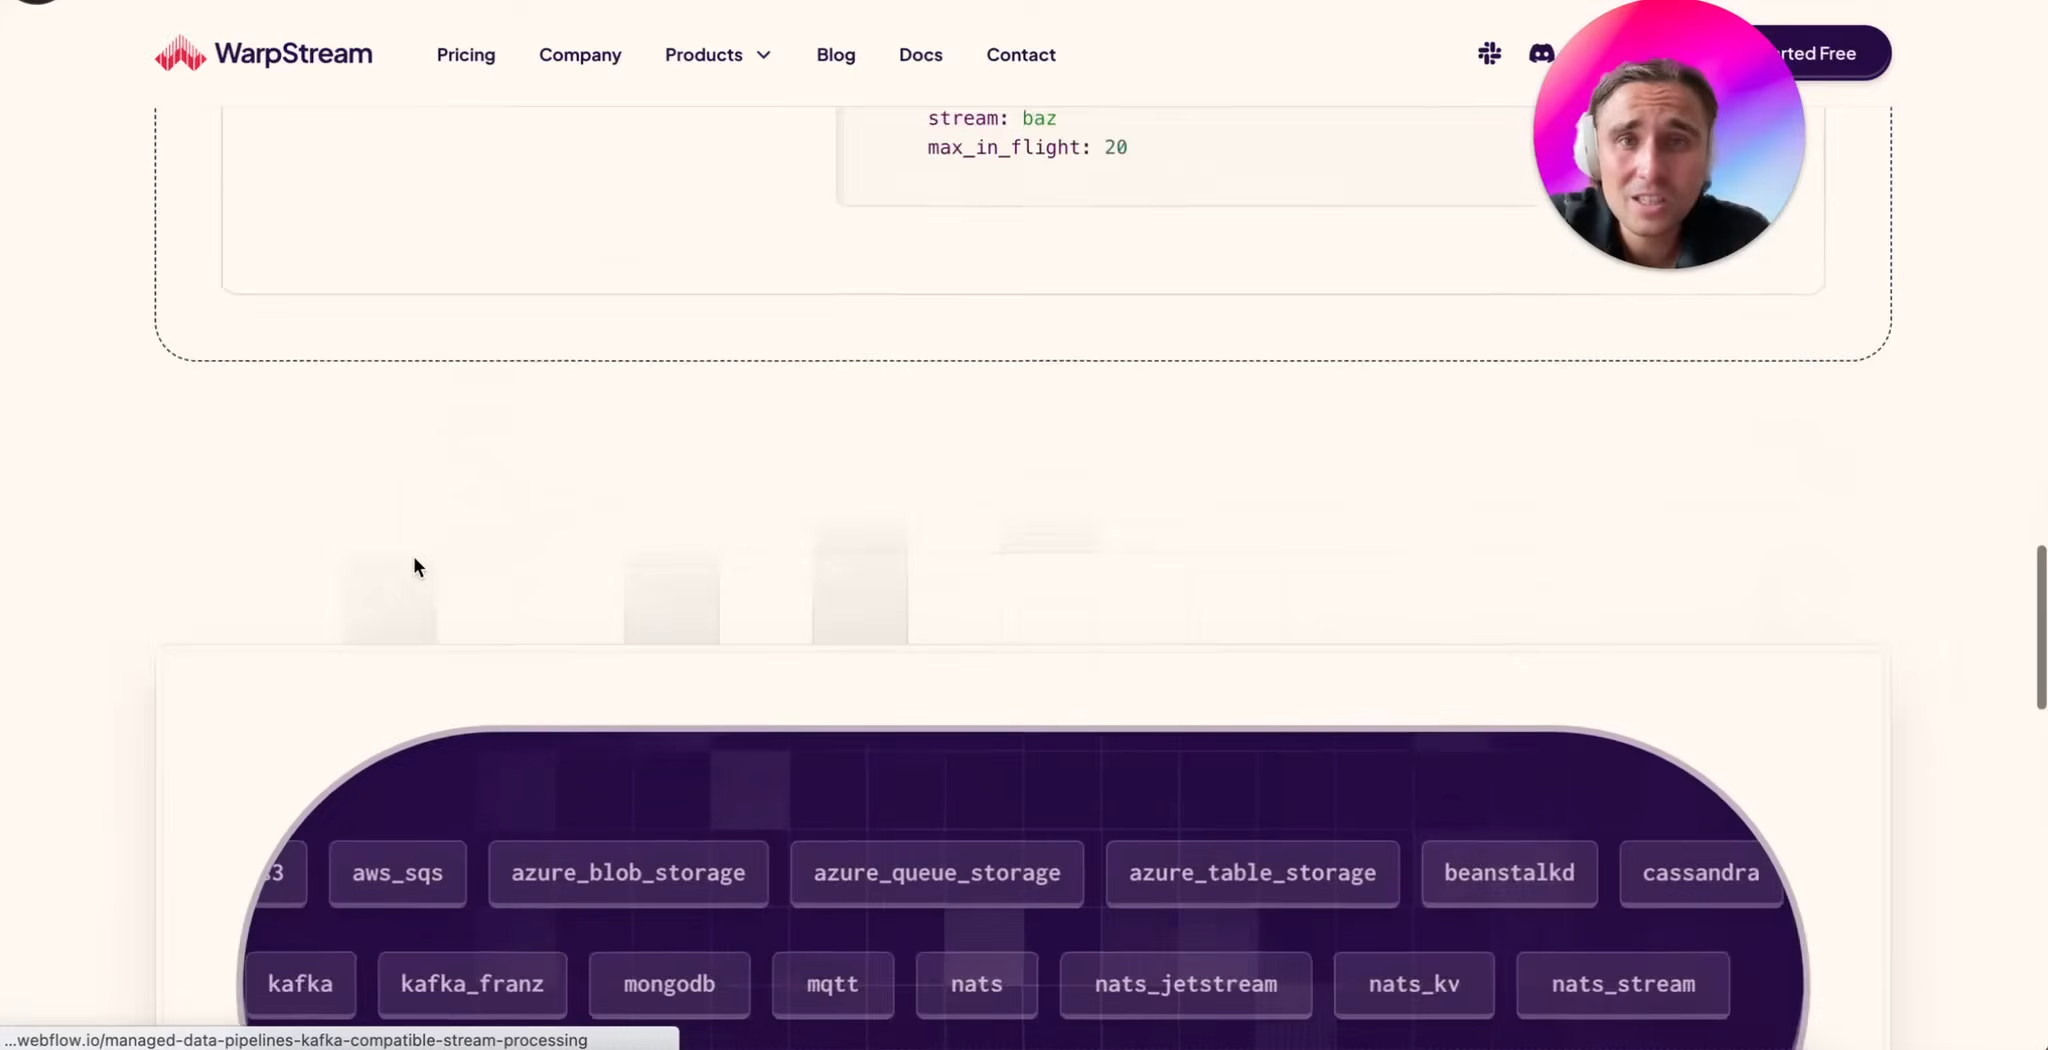 WarpStream
Pricing
Company
Products
Blog
Docs
Contact
rted Free
stream: baz
max_in_flight: 20
s3
aws_sqs
azure_blob_storage
azure_queue_storage
azure_table_storage
beanstalkd
cassandra
kafka
kafka_franz
mongodb
mqtt
nats
nats_jetstream
nats_kv
nats_stream
...webflow.io/managed-data-pipelines-kafka-compatible-stream-processing